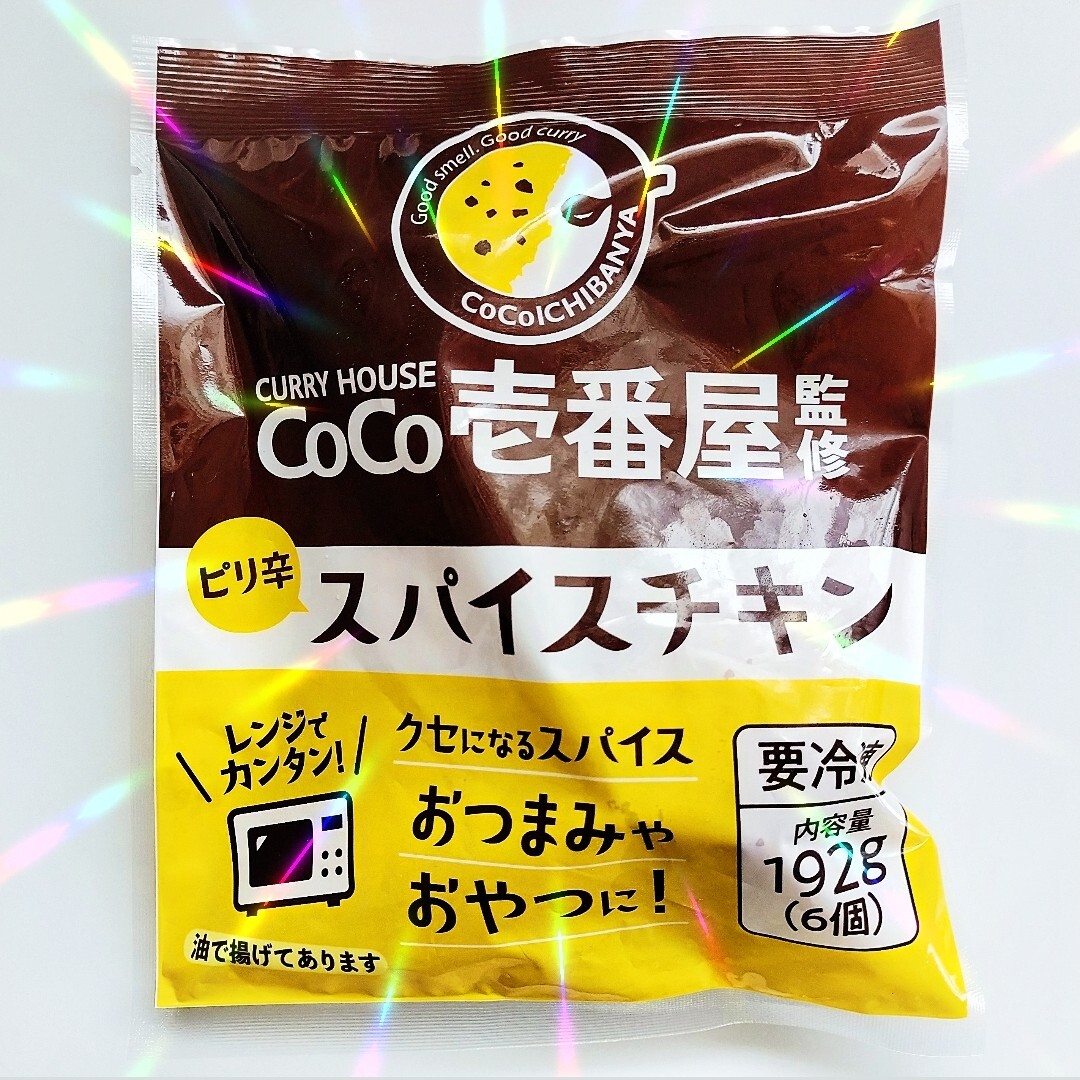 Good smell. Good curry
CoCoICHIBANYA
CURRY HOUSE
CoCo壱番屋監修
ピリ辛
スパイスチキン
レンジで
カンタン!
クセになるスパイス
おつまみや
おやつに!
要冷凍
内容量
192g
(6個)
油で揚げてあります